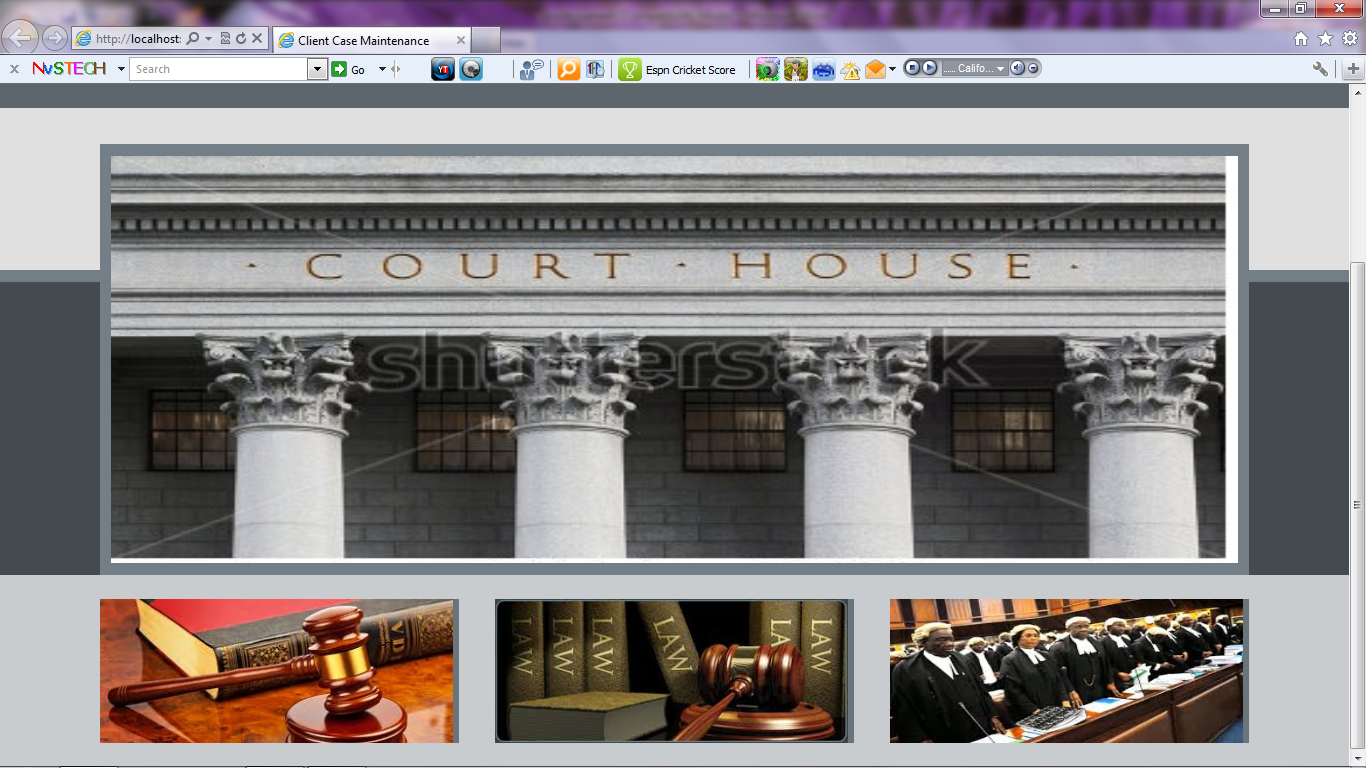 http://localhost:
Client Case Maintenance
NvSTECH
Search
Go
YT
Espn Cricket Score
..... Califo...
· COURT · HOUSE ·
shutterstock
LAW
LAW
LAW
LAW
LAW
LAW